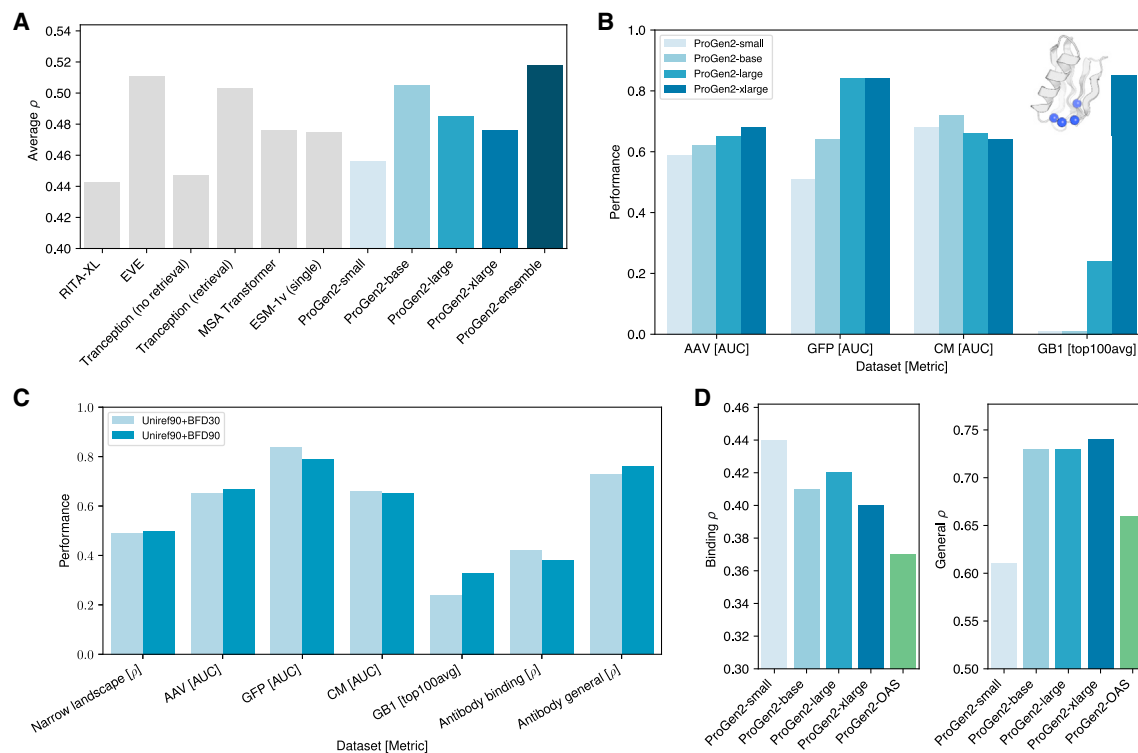 A
0.54
0.52
0.50
0.48
0.46
0.44
0.42
0.40
Average ρ
RITA-XL
EVE
Tranception (no retrieval)
Tranception (retrieval)
MSA Transformer
ESM-1v (single)
ProGen2-small
ProGen2-base
ProGen2-large
ProGen2-xlarge
ProGen2-ensemble
B
1.0
0.8
0.6
0.4
0.2
0.0
Performance
ProGen2-small
ProGen2-base
ProGen2-large
ProGen2-xlarge
AAV [AUC]
GFP [AUC]
CM [AUC]
GB1 [top100avg]
Dataset [Metric]
C
1.0
0.8
0.6
0.4
0.2
0.0
Performance
Uniref90+BFD30
Uniref90+BFD90
Narrow landscape [ρ]
AAV [AUC]
GFP [AUC]
CM [AUC]
GB1 [top100avg]
Antibody binding [ρ]
Antibody general [ρ]
Dataset [Metric]
D
0.46
0.44
0.42
0.40
0.38
0.36
0.34
0.32
0.30
Binding ρ
ProGen2-small
ProGen2-base
ProGen2-large
ProGen2-xlarge
ProGen2-OAS
0.75
0.70
0.65
0.60
0.55
0.50
General ρ
ProGen2-small
ProGen2-base
ProGen2-large
ProGen2-xlarge
ProGen2-OAS